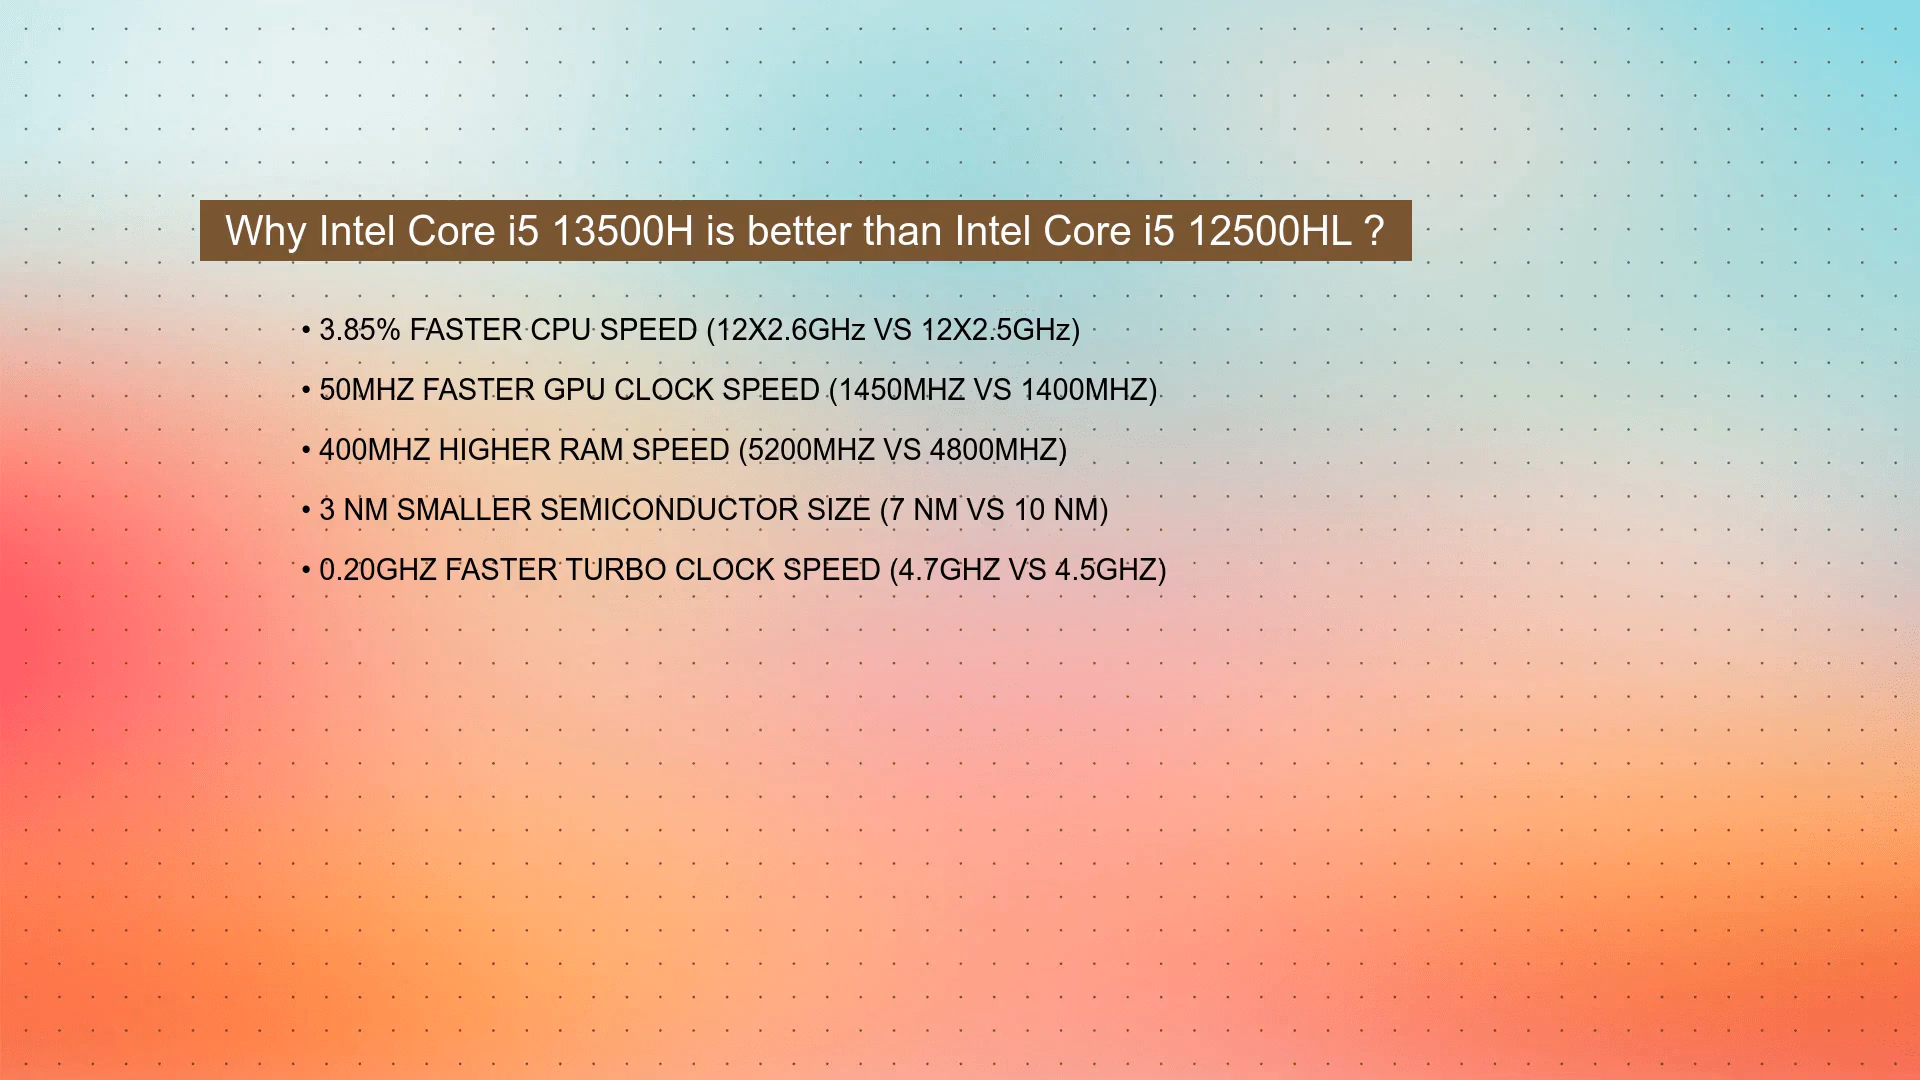 Why Intel Core i5 13500H is better than Intel Core i5 12500HL ?
• 3.85% FASTER CPU SPEED (12X2.6GHz VS 12X2.5GHz)
• 50MHZ FASTER GPU CLOCK SPEED (1450MHZ VS 1400MHZ)
• 400MHZ HIGHER RAM SPEED (5200MHZ VS 4800MHZ)
• 3 NM SMALLER SEMICONDUCTOR SIZE (7 NM VS 10 NM)
• 0.20GHZ FASTER TURBO CLOCK SPEED (4.7GHZ VS 4.5GHZ)